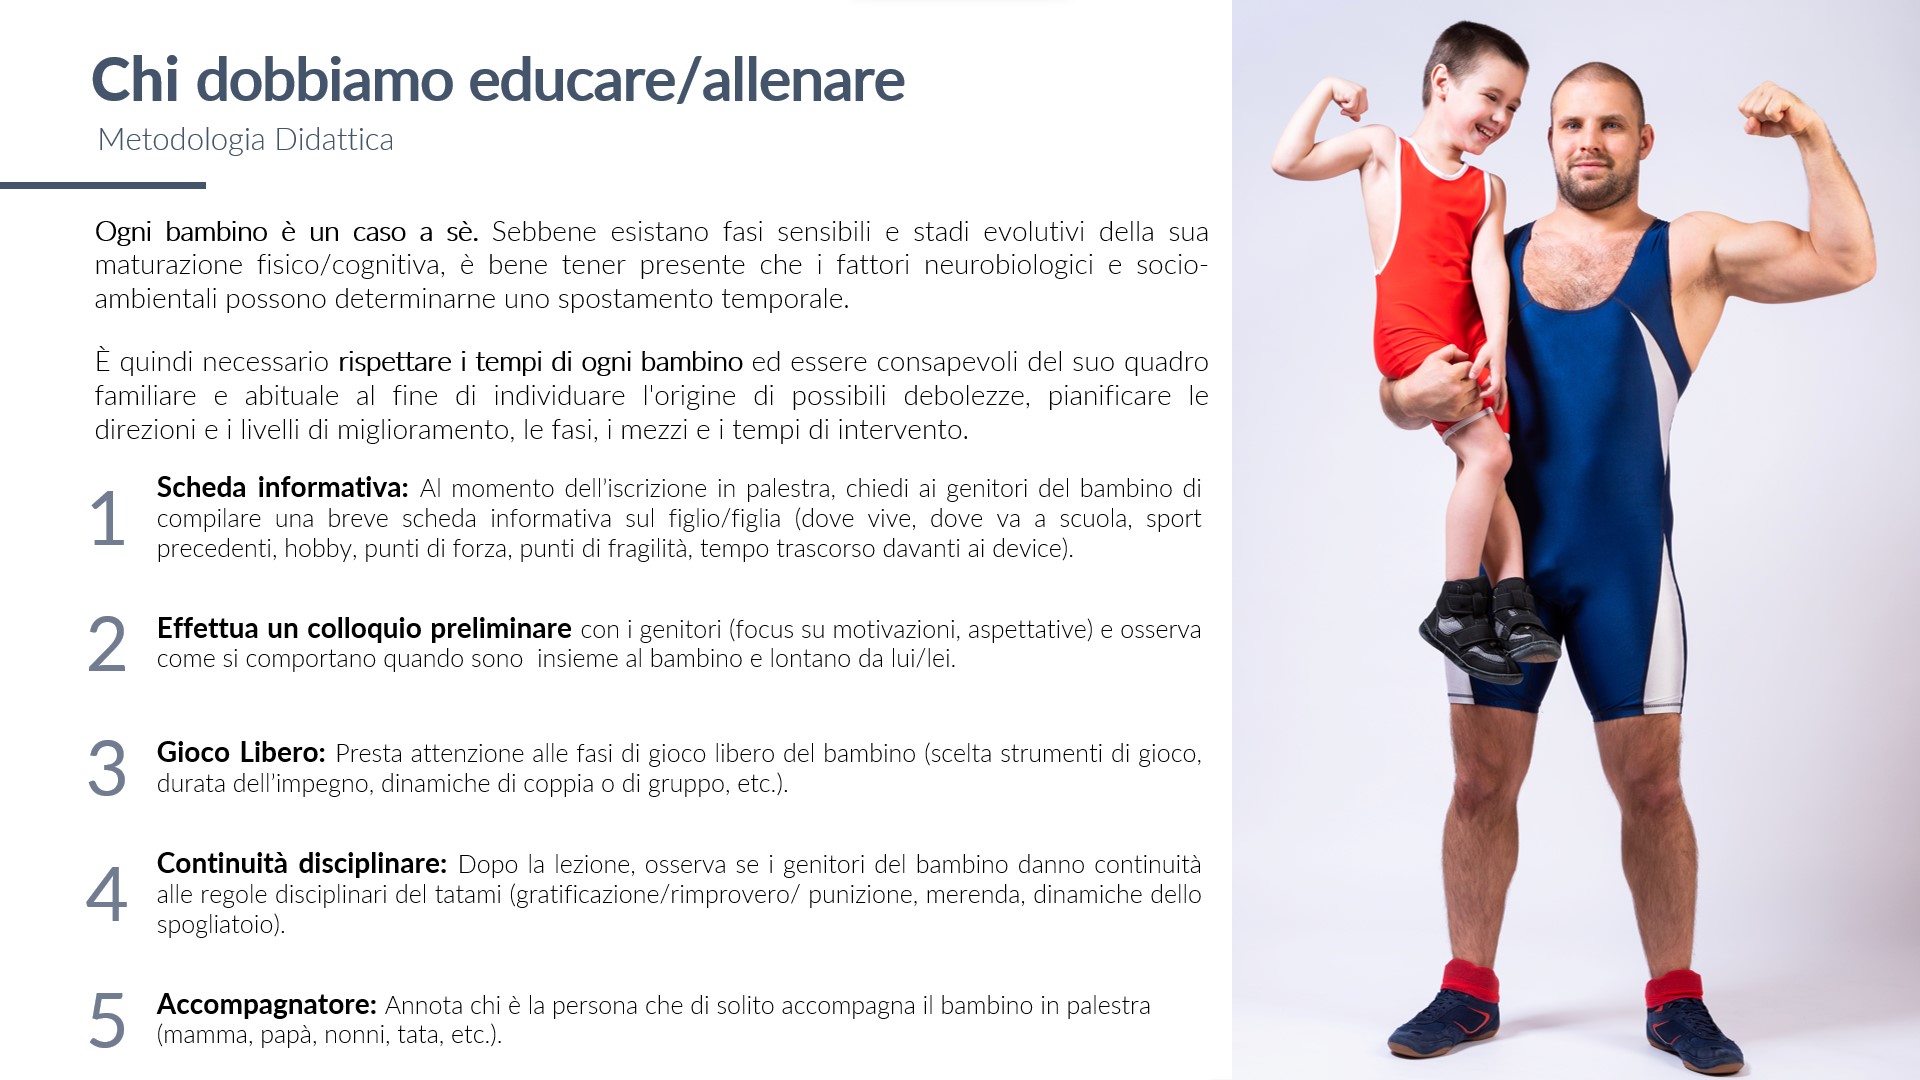 Chi dobbiamo educare/allenare
Metodologia Didattica
Ogni bambino è un caso a sè. Sebbene esistano fasi sensibili e stadi evolutivi della sua
maturazione fisico/cognitiva, è bene tener presente che i fattori neurobiologici e socio-
ambientali possono determinarne uno spostamento temporale.
È quindi necessario rispettare i tempi di ogni bambino ed essere consapevoli del suo quadro
familiare e abituale al fine di individuare l'origine di possibili debolezze, pianificare le
direzioni e i livelli di miglioramento, le fasi, i mezzi e i tempi di intervento.
1
Scheda informativa: Al momento dell’iscrizione in palestra, chiedi ai genitori del bambino di
compilare una breve scheda informativa sul figlio/figlia (dove vive, dove va a scuola, sport
precedenti, hobby, punti di forza, punti di fragilità, tempo trascorso davanti ai device).
2
Effettua un colloquio preliminare con i genitori (focus su motivazioni, aspettative) e osserva
come si comportano quando sono  insieme al bambino e lontano da lui/lei.
3
Gioco Libero: Presta attenzione alle fasi di gioco libero del bambino (scelta strumenti di gioco,
durata dell’impegno, dinamiche di coppia o di gruppo, etc.).
4
Continuità disciplinare: Dopo la lezione, osserva se i genitori del bambino danno continuità
alle regole disciplinari del tatami (gratificazione/rimprovero/ punizione, merenda, dinamiche dello
spogliatoio).
5
Accompagnatore: Annota chi è la persona che di solito accompagna il bambino in palestra
(mamma, papà, nonni, tata, etc.).